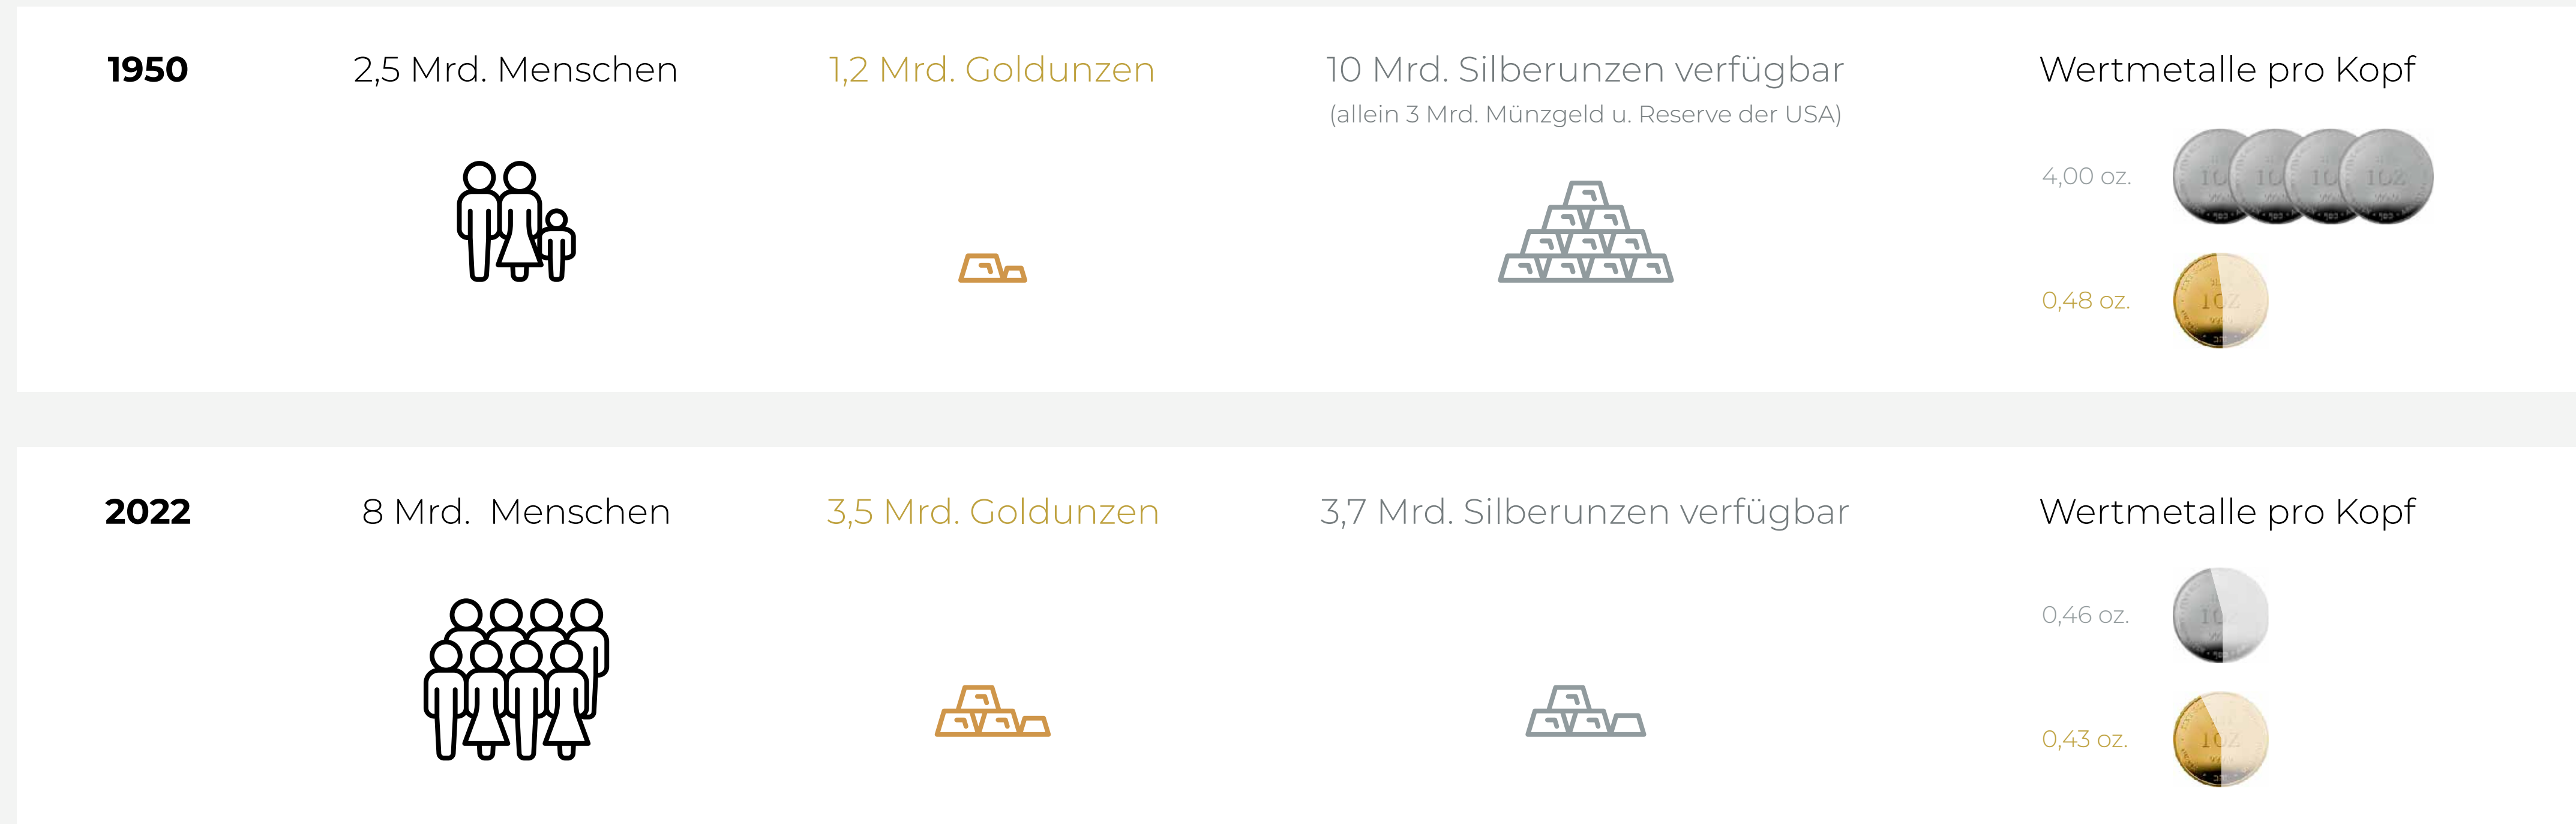 1950
2,5 Mrd. Menschen
1,2 Mrd. Goldunzen
10 Mrd. Silberunzen verfügbar
(allein 3 Mrd. Münzgeld u. Reserve der USA)
Wertmetalle pro Kopf
4,00 oz.
0,48 oz.
2022
8 Mrd. Menschen
3,5 Mrd. Goldunzen
3,7 Mrd. Silberunzen verfügbar
Wertmetalle pro Kopf
0,46 oz.
0,43 oz.